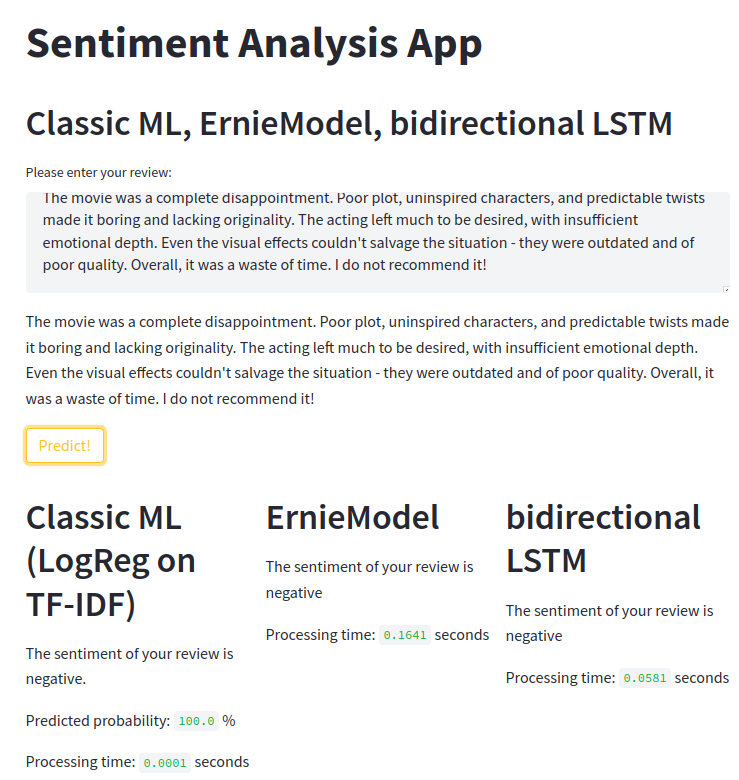 Sentiment Analysis App
Classic ML, ErnieModel, bidirectional LSTM
Please enter your review:
The movie was a complete disappointment. Poor plot, uninspired characters, and predictable twists
made it boring and lacking originality. The acting left much to be desired, with insufficient
emotional depth. Even the visual effects couldn't salvage the situation - they were outdated and of
poor quality. Overall, it was a waste of time. I do not recommend it!
The movie was a complete disappointment. Poor plot, uninspired characters, and predictable twists made
it boring and lacking originality. The acting left much to be desired, with insufficient emotional depth.
Even the visual effects couldn't salvage the situation - they were outdated and of poor quality. Overall, it
was a waste of time. I do not recommend it!
Predict!
Classic ML
(LogReg on
TF-IDF)
The sentiment of your review is
negative.
Predicted probability: 100.0 %
Processing time: 0.0001 seconds
ErnieModel
The sentiment of your review is
negative
Processing time: 0.1641 seconds
bidirectional
LSTM
The sentiment of your review is
negative
Processing time: 0.0581 seconds